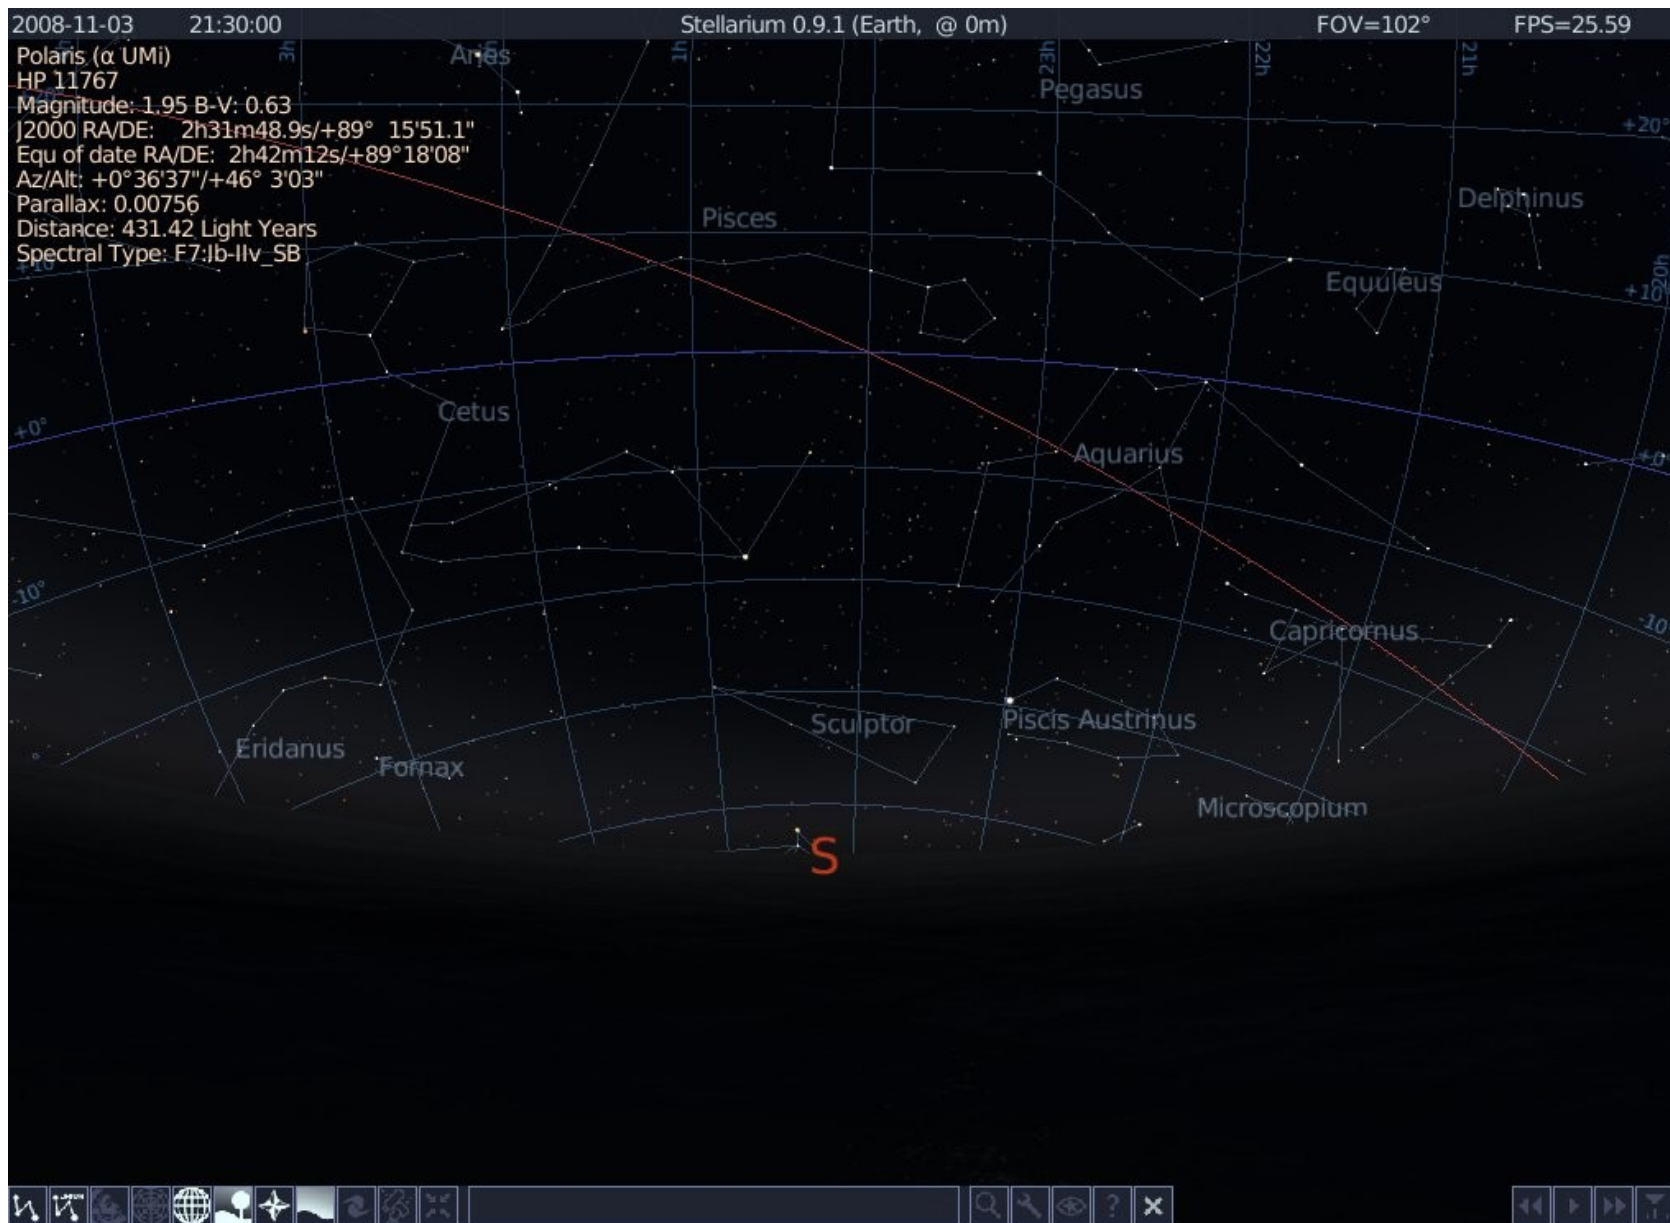 2008-11-03 21:30:00 Stellarium 0.9.1 (Earth, @ 0m) FOV=102° FPS=25.59
Polaris (α UMi)
HP 11767
Magnitude: 1.95 B-V: 0.63
J2000 RA/DE: 2h31m48.9s/+89° 15'51.1"
Equ of date RA/DE: 2h42m12s/+89°18'08"
Az/Alt: +0°36'37"/+46° 3'03"
Parallax: 0.00756
Distance: 431.42 Light Years
Spectral Type: F7:Ib-IIv_SB
3h
Aries
1h
23h
22h
21h
Pegasus
+20°
+20°
Delphinus
Pisces
+10°
Equuleus
20h
+10°
Cetus
+0°
Aquarius
+0°
-10°
Capricornus
-10
Sculptor
Piscis Austrinus
Eridanus
Fornax
Microscopium
S
?